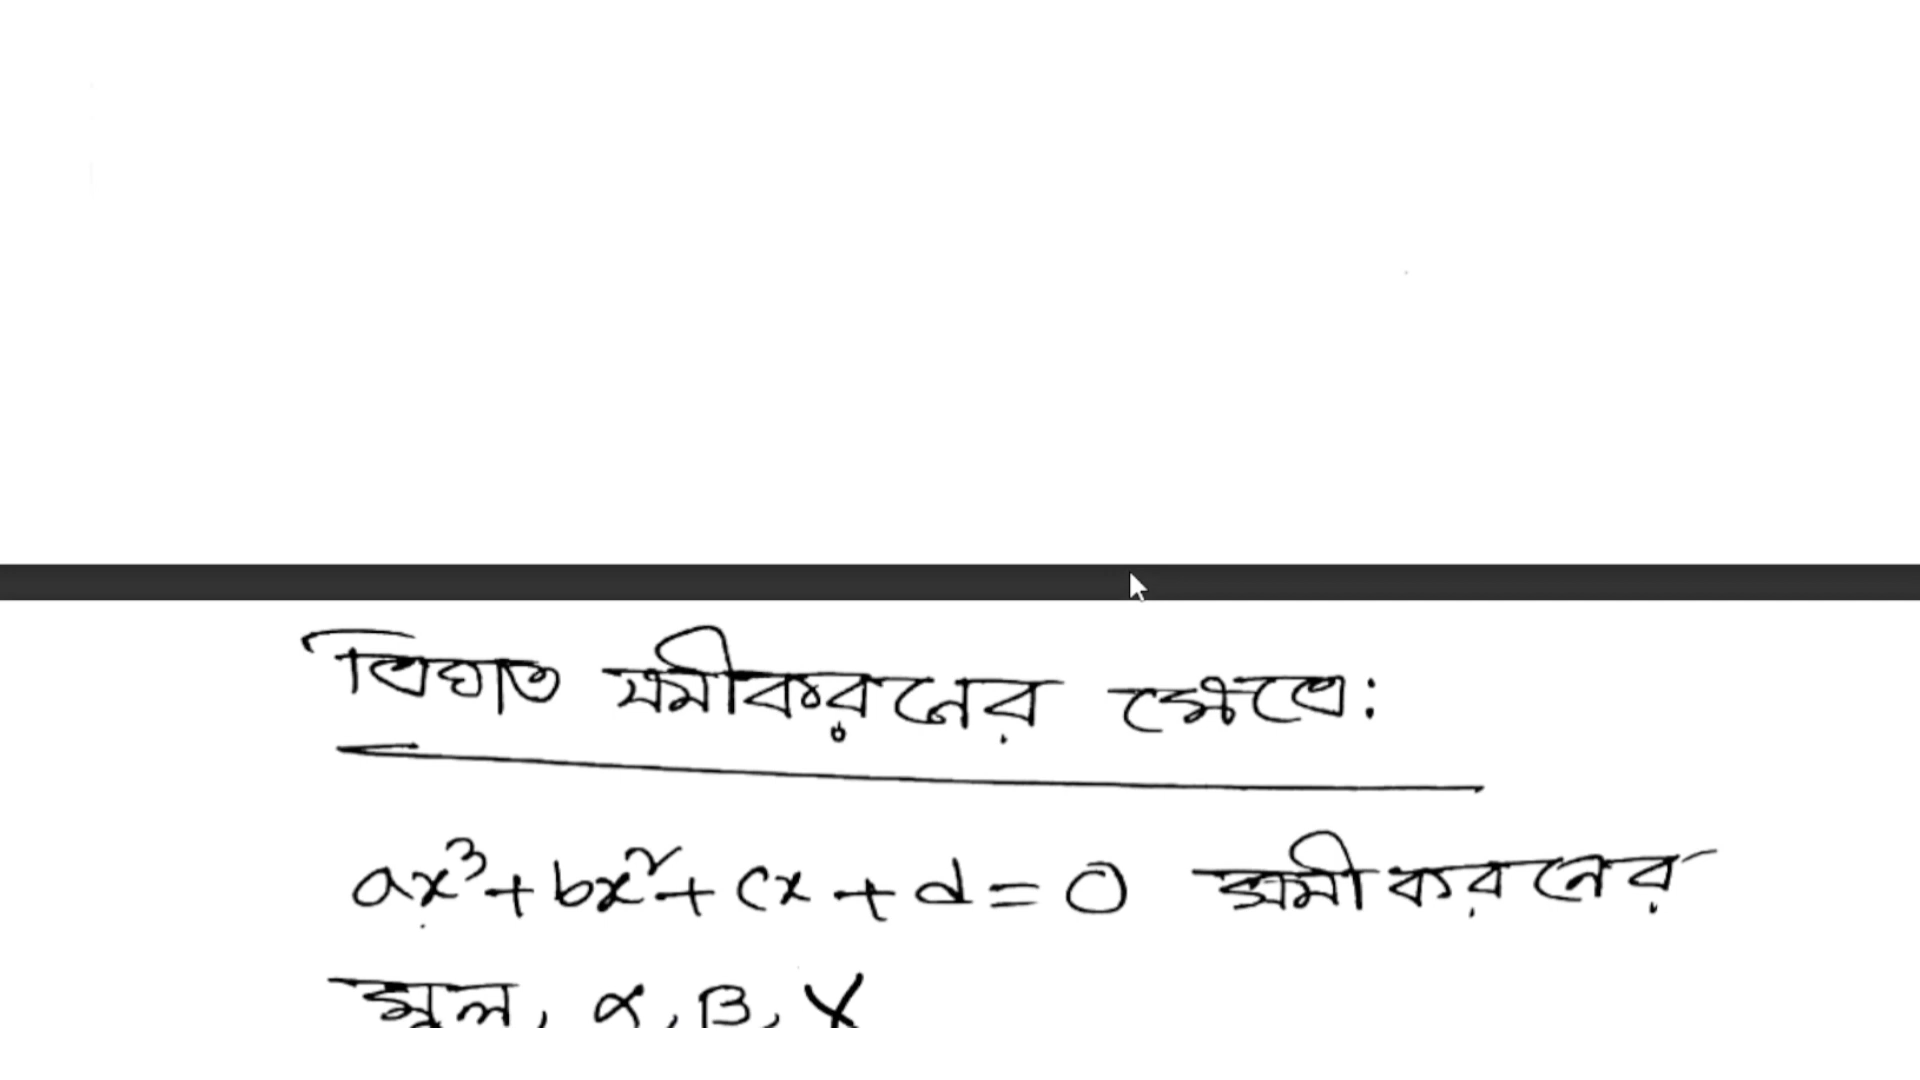 ত্রিঘাত সমীকরনের ক্ষেত্রে:
ax³+bx²+cx+d=0 সমীকরনের
মূল, α, β, γ